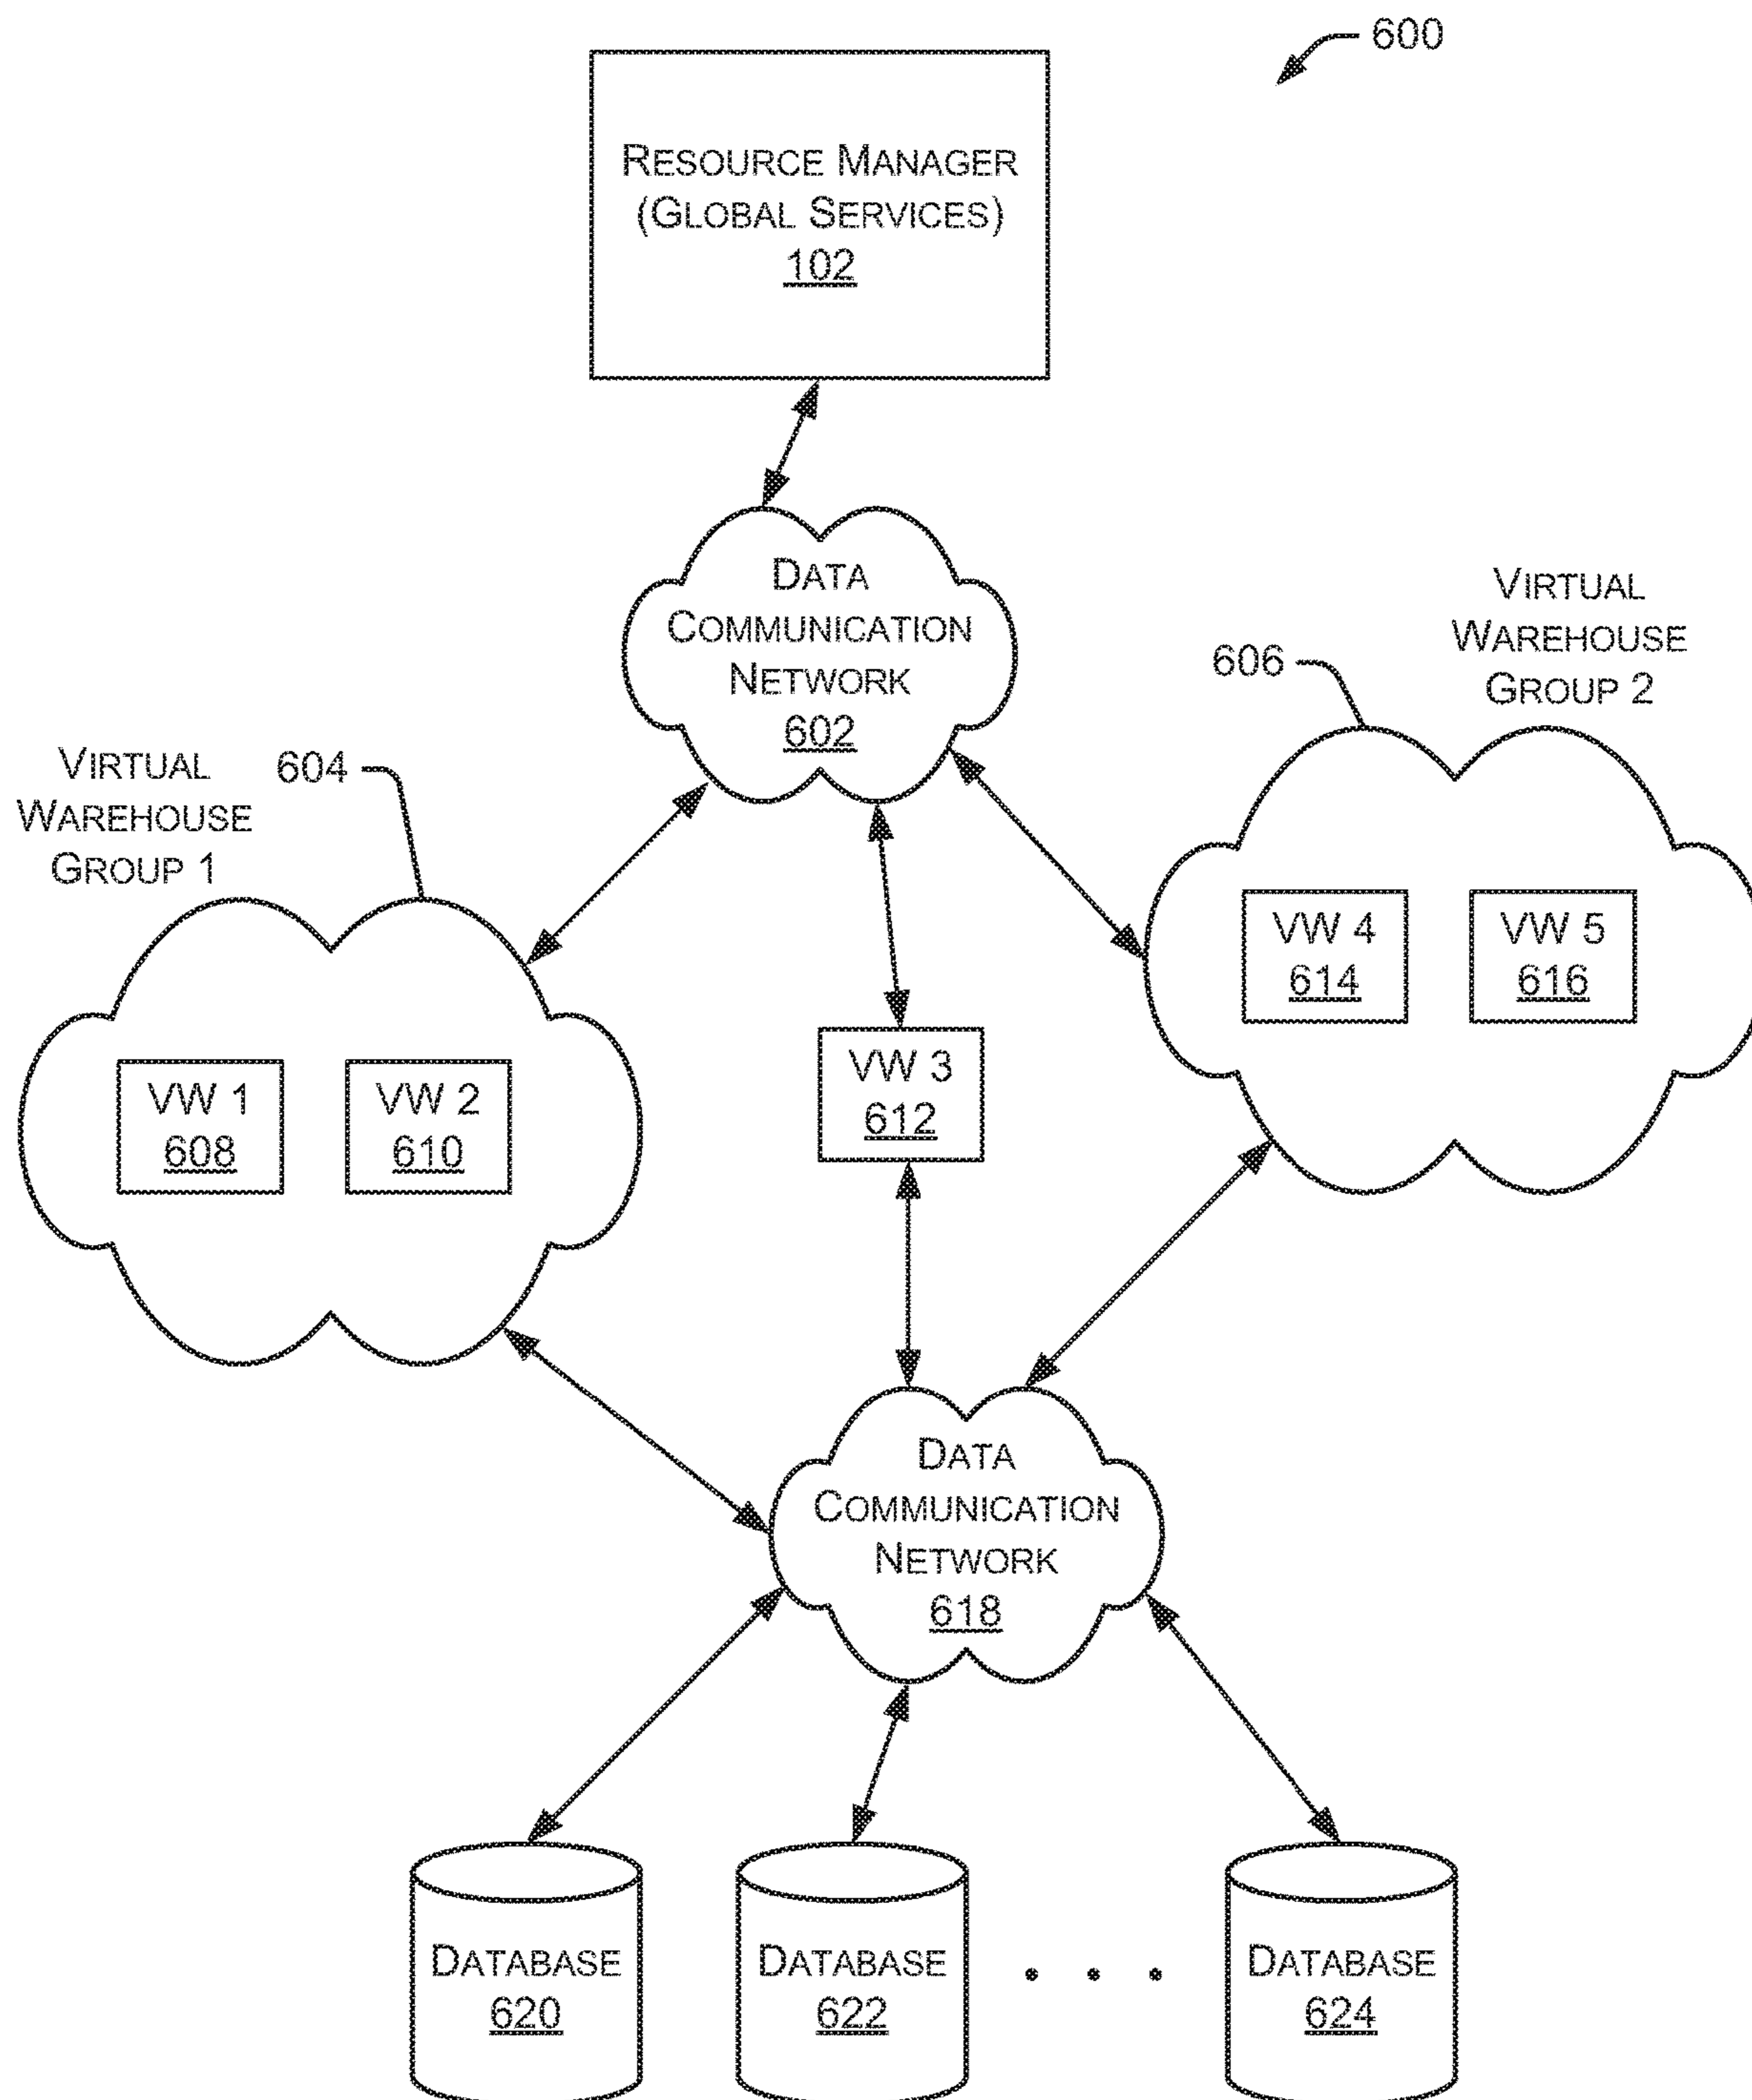 600
RESOURCE MANAGER
(GLOBAL SERVICES)
102
DATA
COMMUNICATION
NETWORK
602
VIRTUAL
WAREHOUSE
GROUP 2
606
VIRTUAL
WAREHOUSE
GROUP 1
604
VW 4
614
VW 5
616
VW 3
612
VW 1
608
VW 2
610
DATA
COMMUNICATION
NETWORK
618
DATABASE
620
DATABASE
622
. . .
DATABASE
624